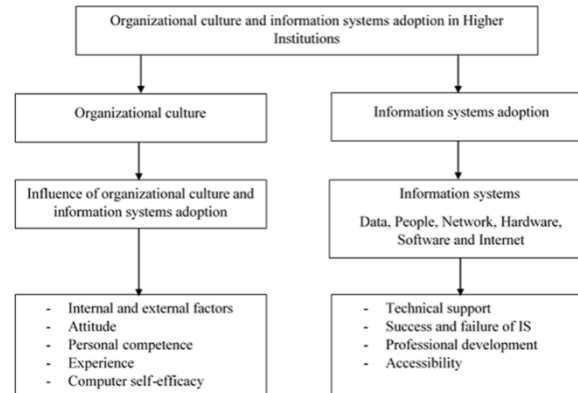 Organizational culture and information systems adoption in Higher
Institutions
Organizational culture
Information systems adoption
Influence of organizational culture and
information systems adoption
Information systems
Data, People, Network, Hardware,
Software and Internet
- Internal and external factors
- Attitude
- Personal competence
- Experience
- Computer self-efficacy
- Technical support
- Success and failure of IS
- Professional development
- Accessibility